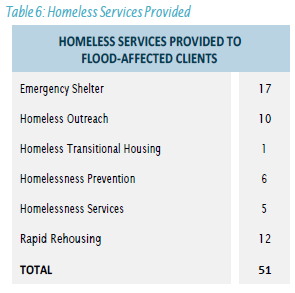 Table 6: Homeless Services Provided
HOMELESS SERVICES PROVIDED TO
FLOOD-AFFECTED CLIENTS
Emergency Shelter 17
Homeless Outreach 10
Homeless Transitional Housing 1
Homelessness Prevention 6
Homelessness Services 5
Rapid Rehousing 12
TOTAL 51